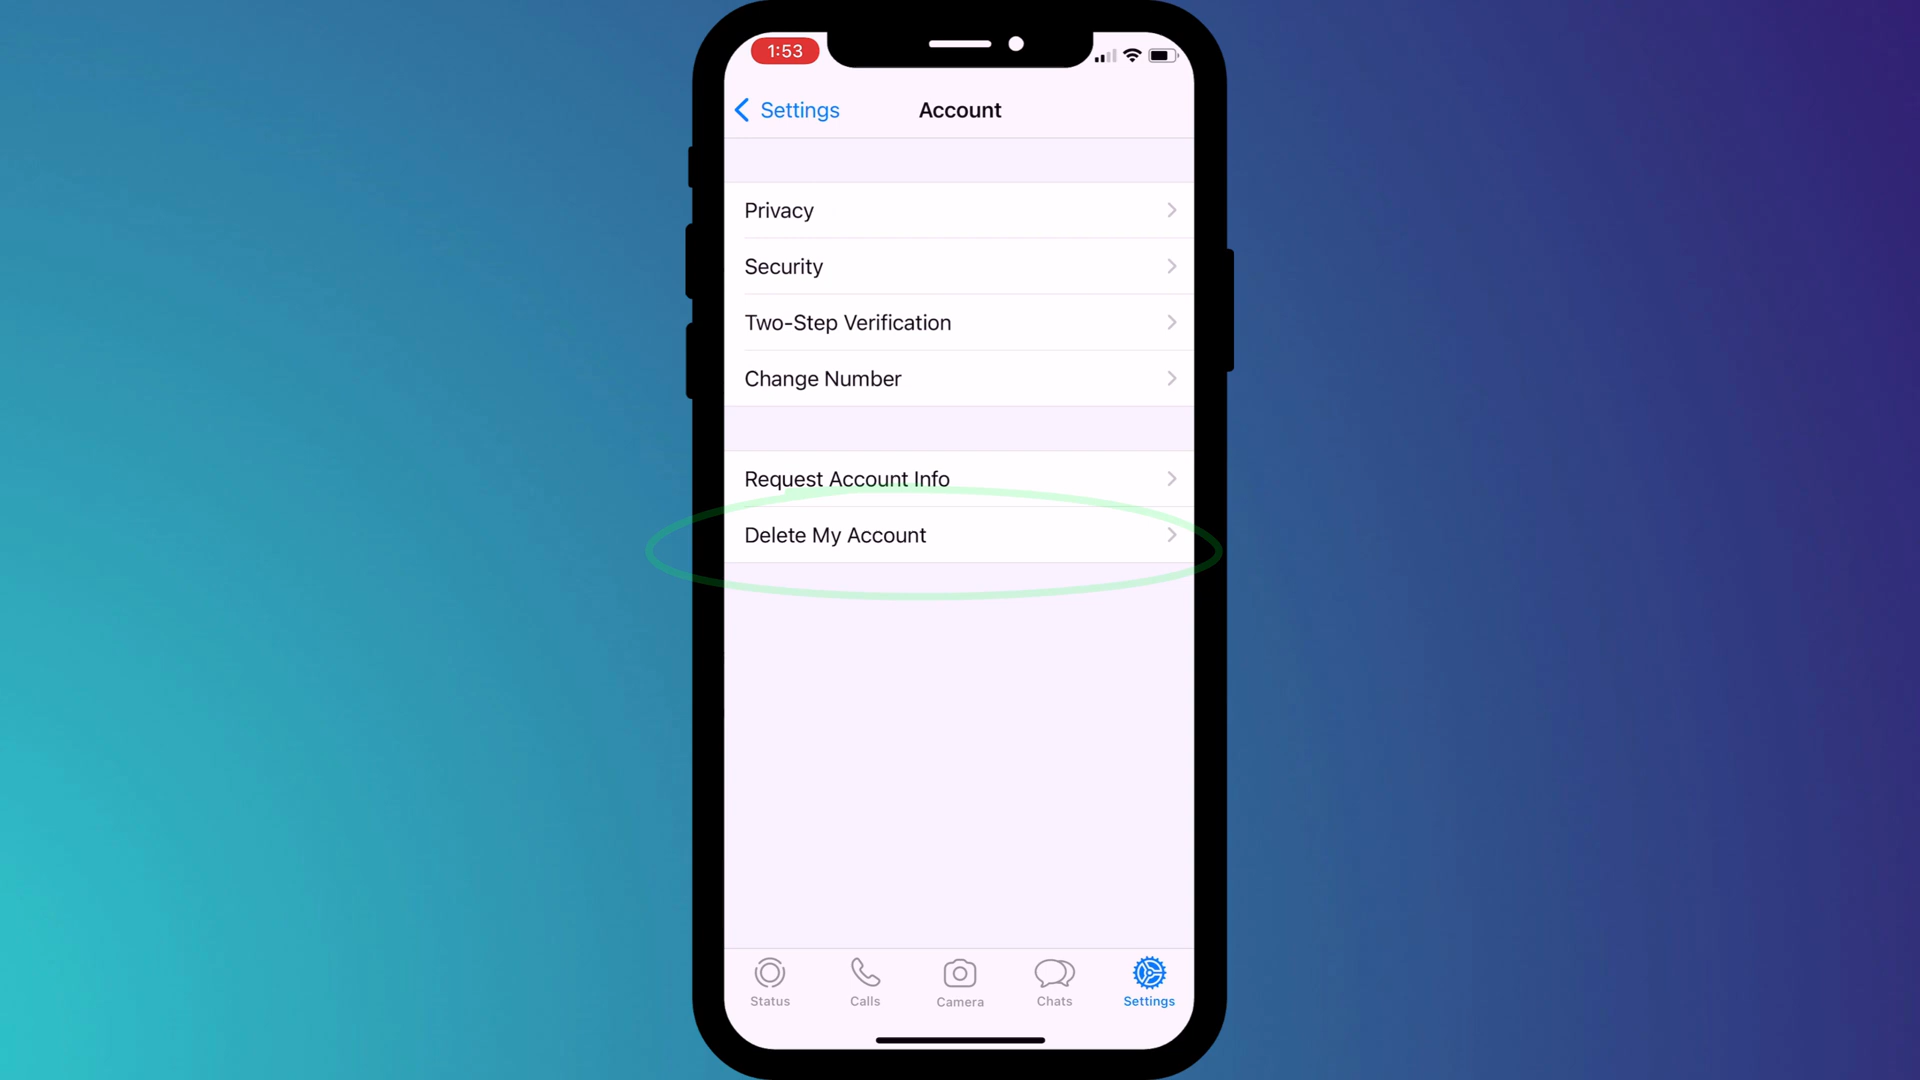 1:53
Settings
Account
Privacy
Security
Two-Step Verification
Change Number
Request Account Info
Delete My Account
Status
Calls
Camera
Chats
Settings